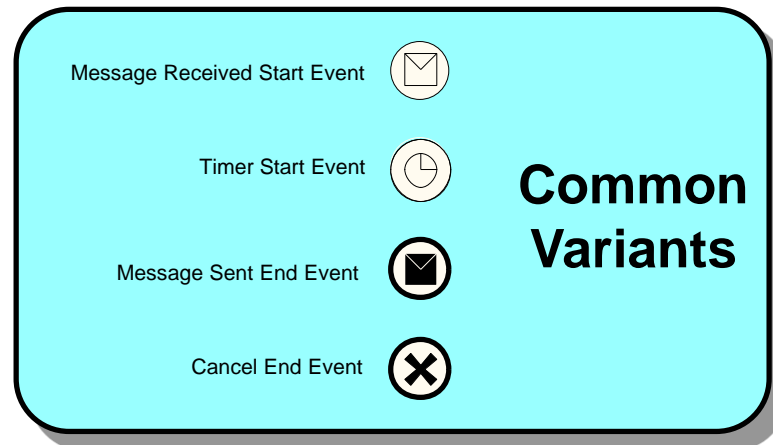 Message Received Start Event
Timer Start Event
Common
Variants
Message Sent End Event
Cancel End Event